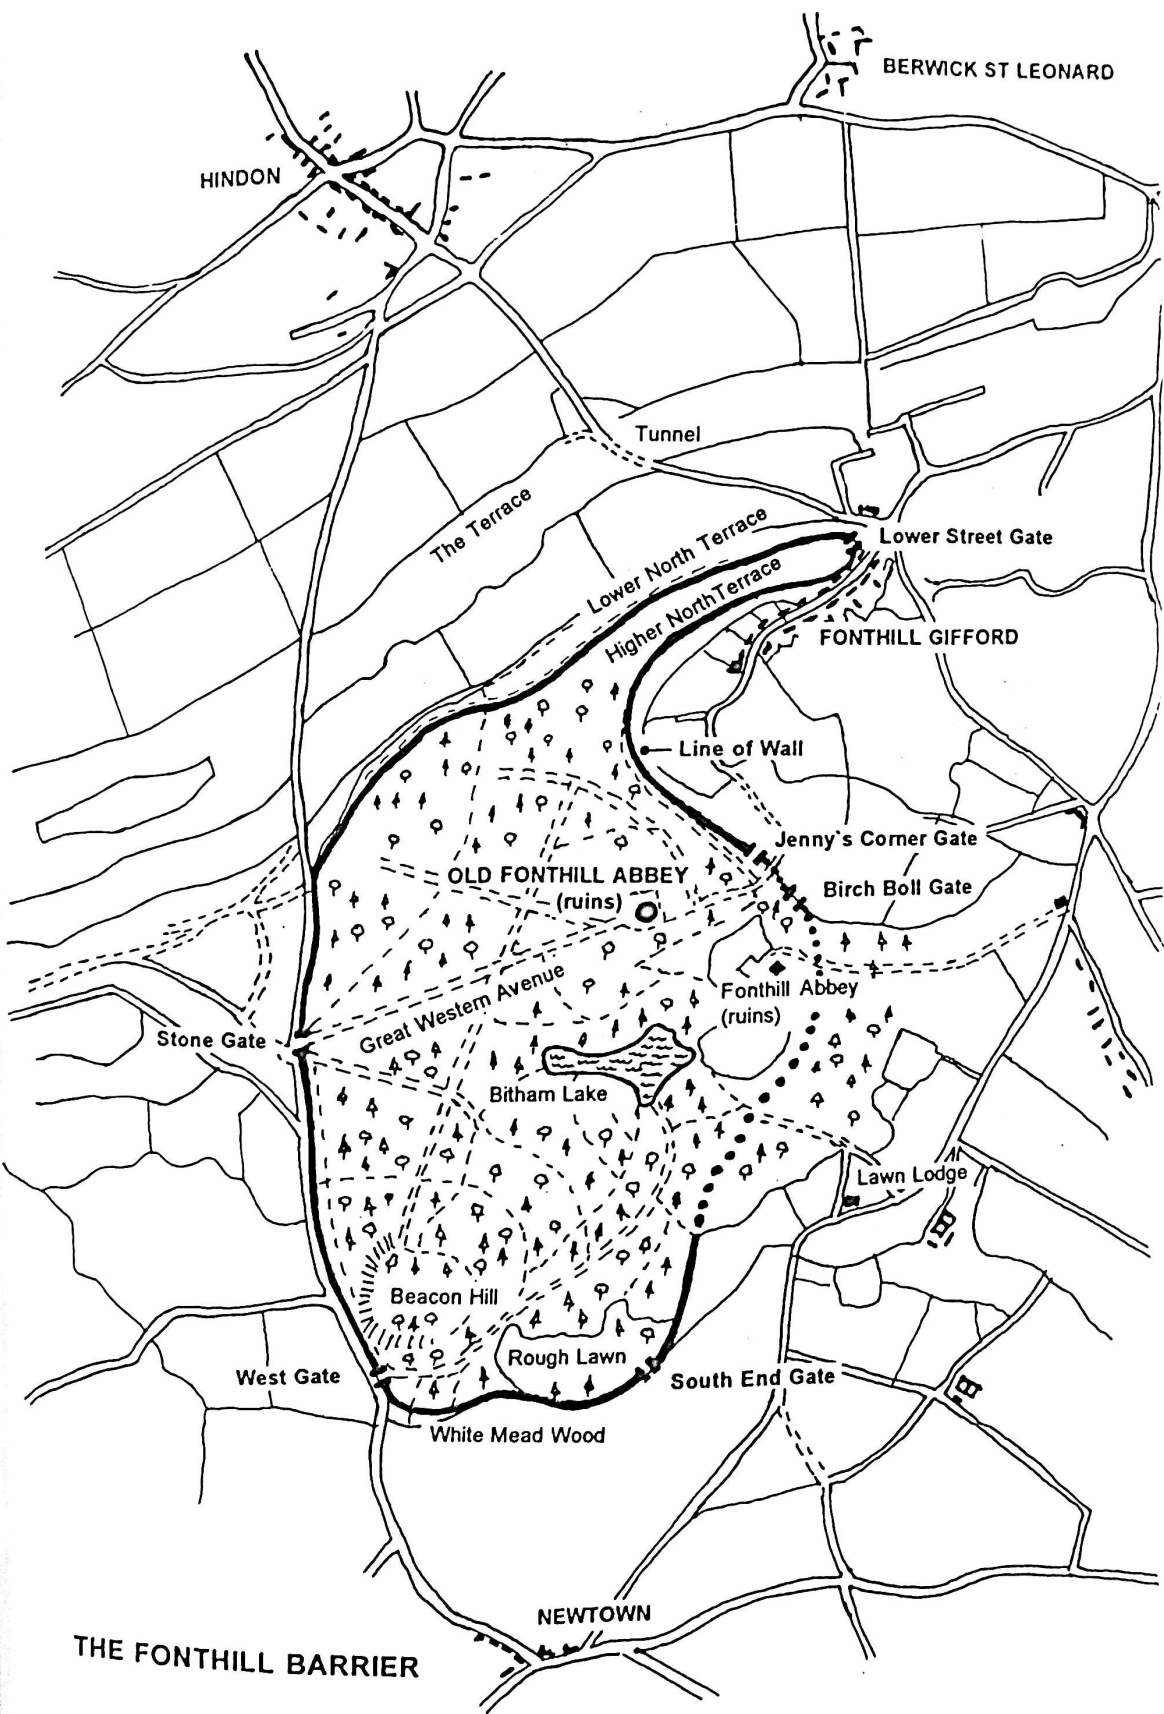 BERWICK ST LEONARD
HINDON
Tunnel
The Terrace
Lower North Terrace
Lower Street Gate
Higher North Terrace
FONTHILL GIFFORD
Line of Wall
Jenny's Corner Gate
OLD FONTHILL ABBEY
(ruins)
Birch Boll Gate
Great Western Avenue
Fonthill Abbey
(ruins)
Stone Gate
Bitham Lake
Lawn Lodge
Beacon Hill
Rough Lawn
West Gate
South End Gate
White Mead Wood
NEWTOWN
THE FONTHILL BARRIER